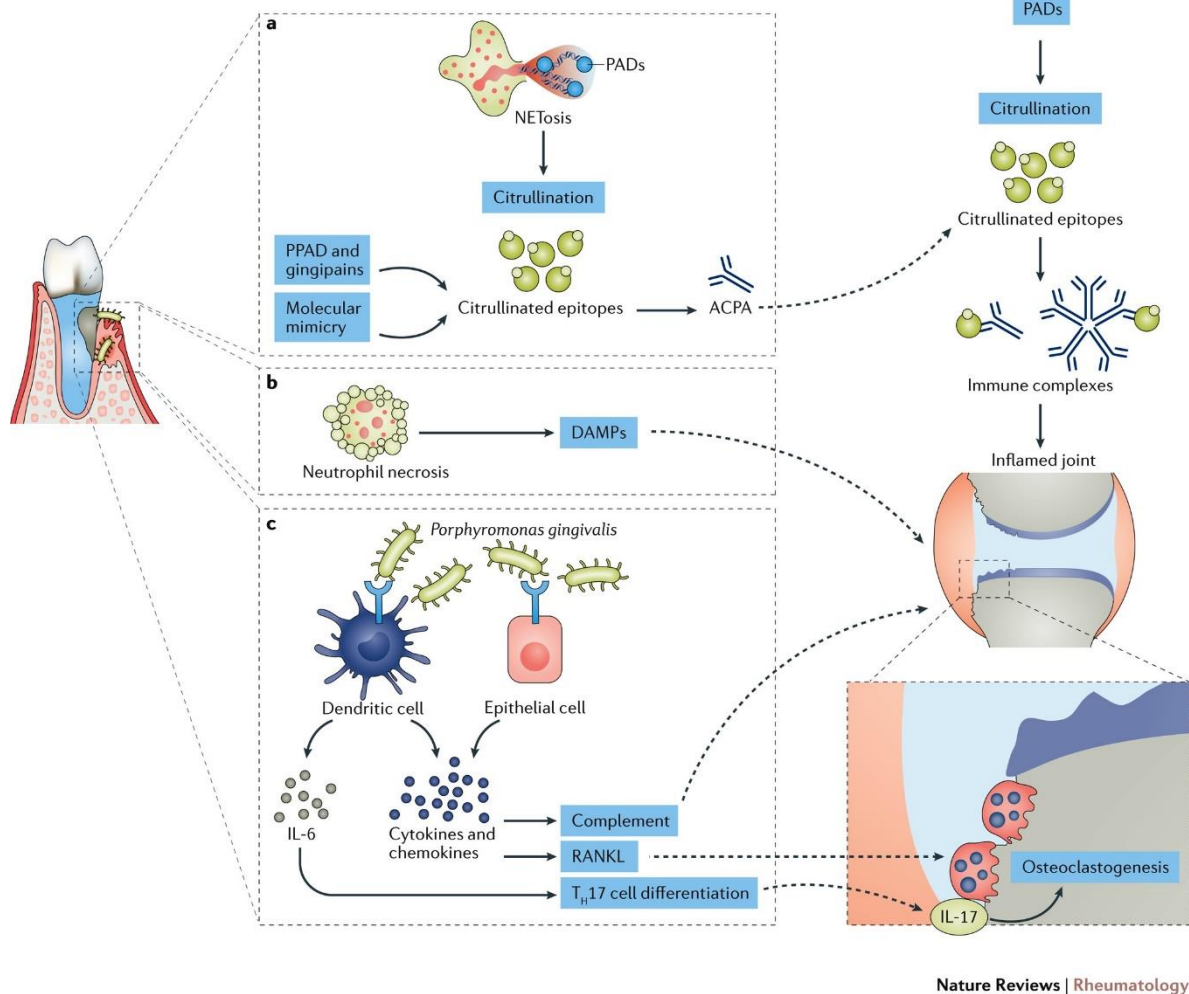 a
PADs
NETosis
Citrullination
PPAD and
gingipains
Molecular
mimicry
Citrullinated epitopes
ACPA
b
Neutrophil necrosis
DAMPs
c
Porphyromonas gingivalis
Dendritic cell
Epithelial cell
IL-6
Cytokines and
chemokines
Complement
RANKL
TH17 cell differentiation
PADs
Citrullination
Citrullinated epitopes
Immune complexes
Inflamed joint
Osteoclastogenesis
IL-17
Nature Reviews | Rheumatology